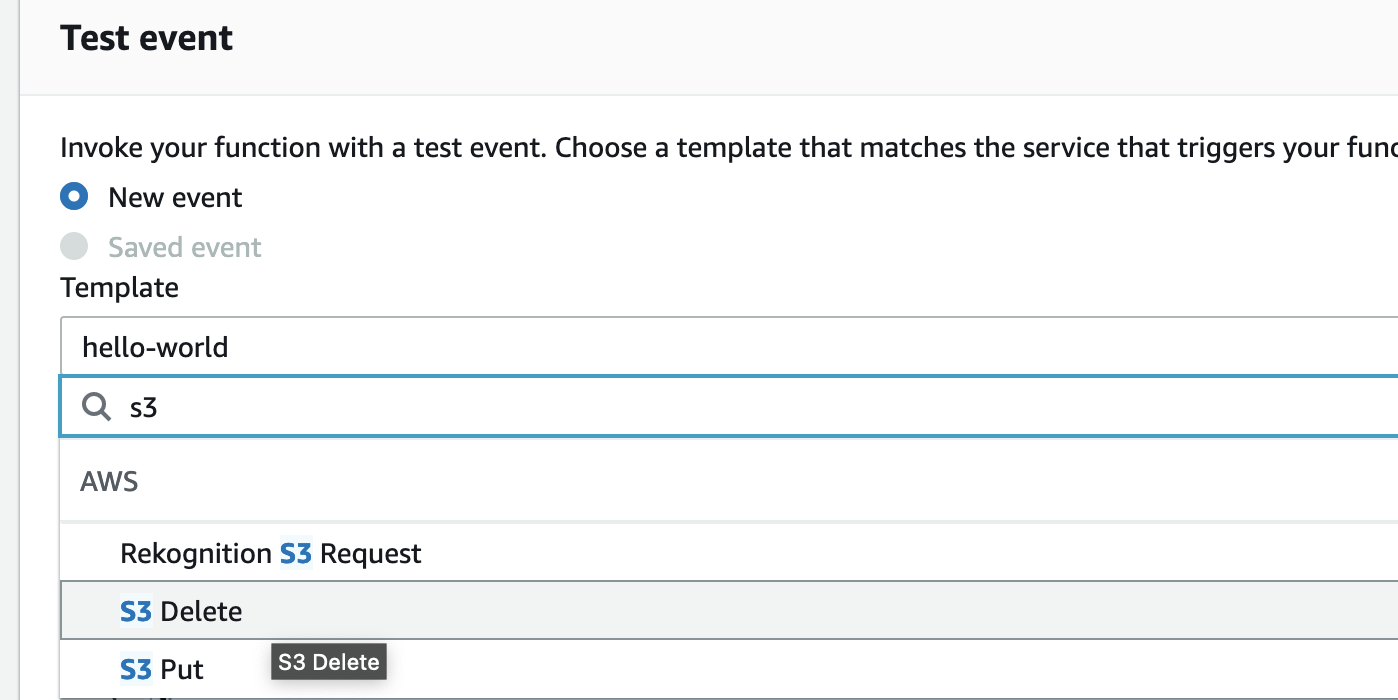 Test event
Invoke your function with a test event. Choose a template that matches the service that triggers your
New event
Saved event
Template
hello-world
s3
AWS
Rekognition S3 Request
S3 Delete
S3 Put
S3 Delete